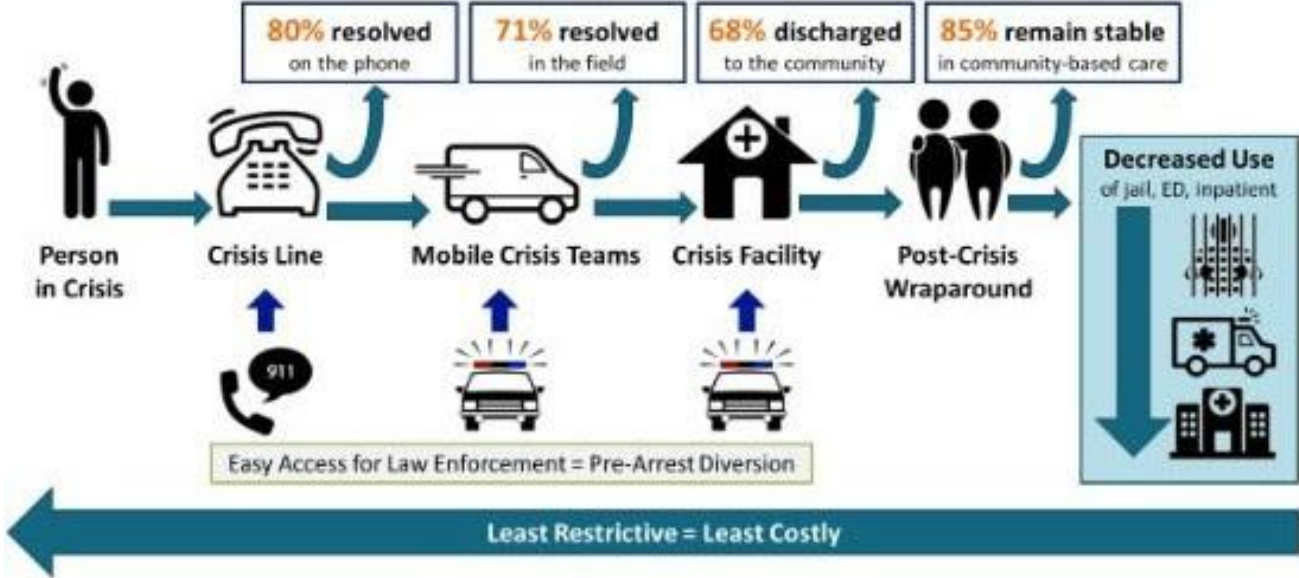 80% resolved
on the phone
71% resolved
in the field
68% discharged
to the community
85% remain stable
in community-based care
Decreased Use
of jail, ED, inpatient
Person
in Crisis
Crisis Line
Mobile Crisis Teams
Crisis Facility
Post-Crisis
Wraparound
911
Easy Access for Law Enforcement = Pre-Arrest Diversion
Least Restrictive = Least Costly